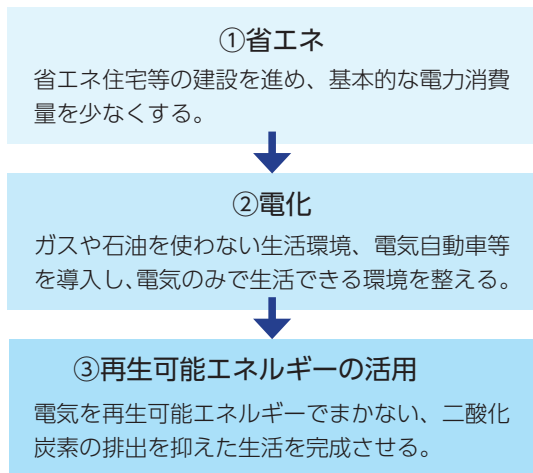 ①省エネ
省エネ住宅等の建設を進め、基本的な電力消費
量を少なくする。
②電化
ガスや石油を使わない生活環境、電気自動車等
を導入し、電気のみで生活できる環境を整える。
③再生可能エネルギーの活用
電気を再生可能エネルギーでまかない、二酸化
炭素の排出を抑えた生活を完成させる。